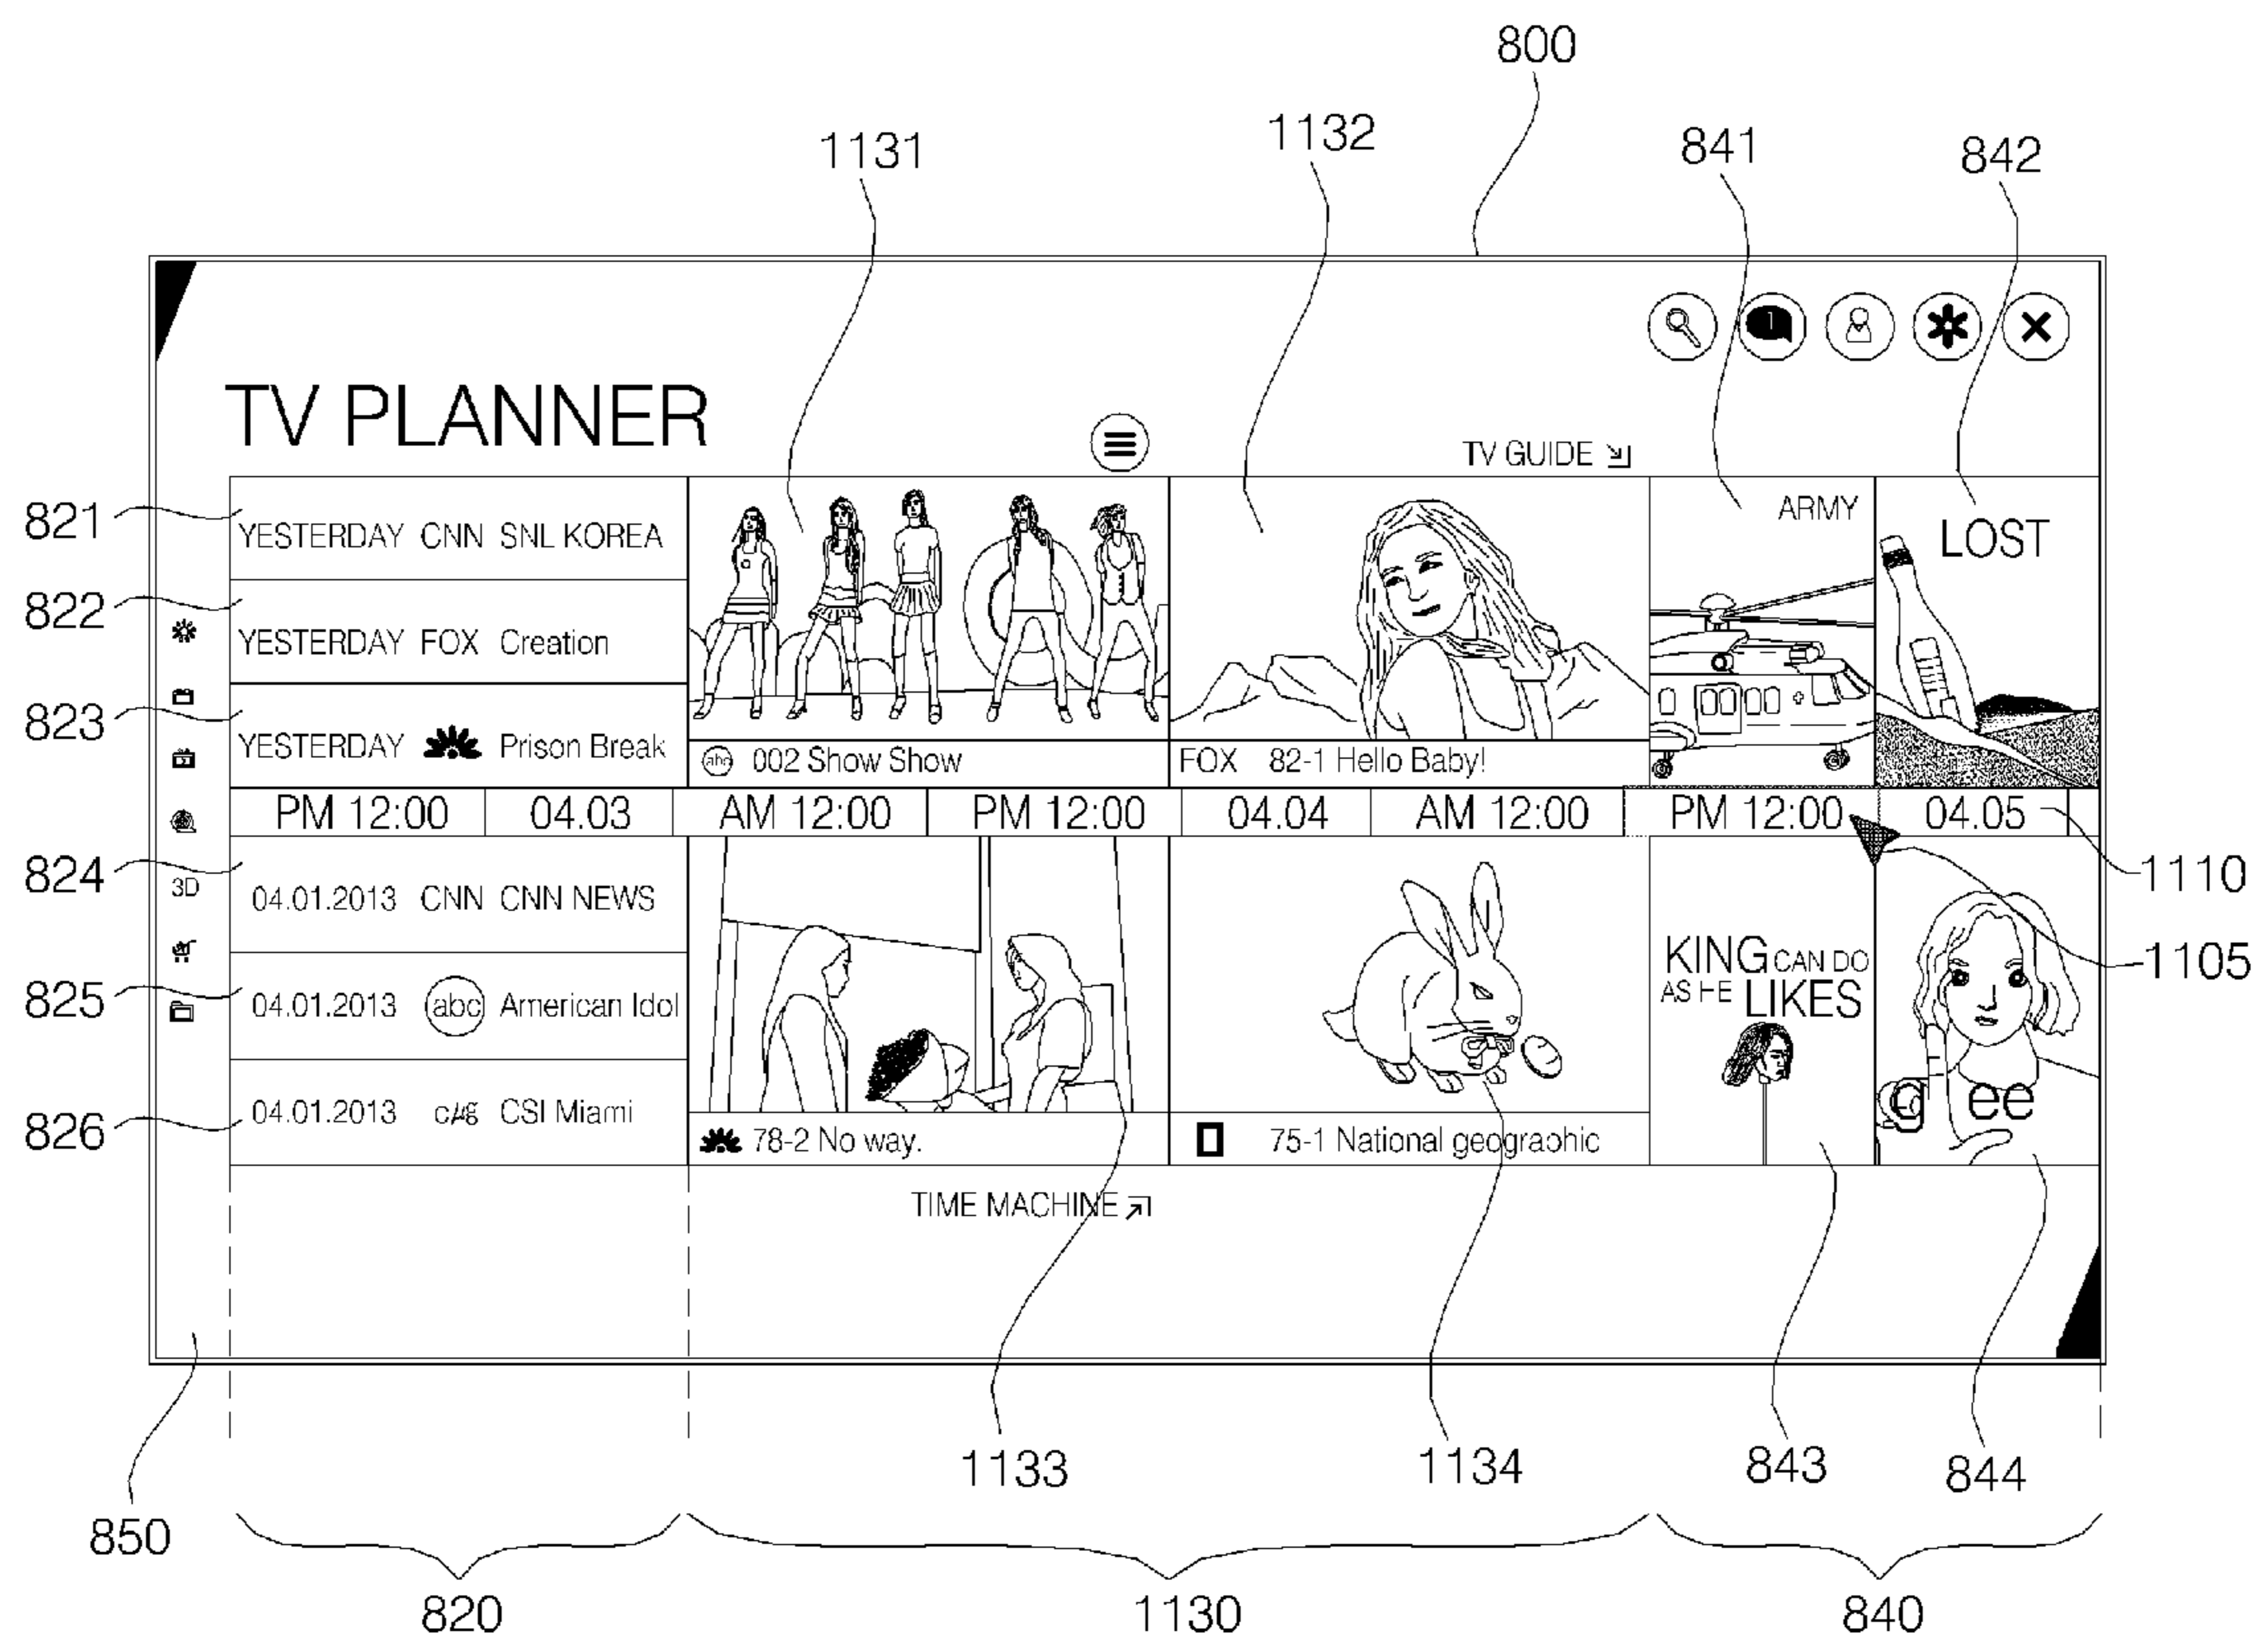 800
1131
1132
841
842
1
TV PLANNER
TV GUIDE
821
YESTERDAY CNN SNL KOREA
ARMY
LOST
822
YESTERDAY FOX Creation
823
YESTERDAY Prison Break
abc 002 Show Show
FOX 82-1 Hello Baby!
PM 12:00 04.03 AM 12:00 PM 12:00 04.04 AM 12:00 PM 12:00 04.05
824
3D
04.01.2013 CNN CNN NEWS
1110
KING CAN DO
AS HE LIKES
1105
825
04.01.2013 abc American Idol
826
04.01.2013 CSI Miami
ee
78-2 No way.
75-1 National geographic
TIME MACHINE
1133
1134
843
844
850
820
1130
840